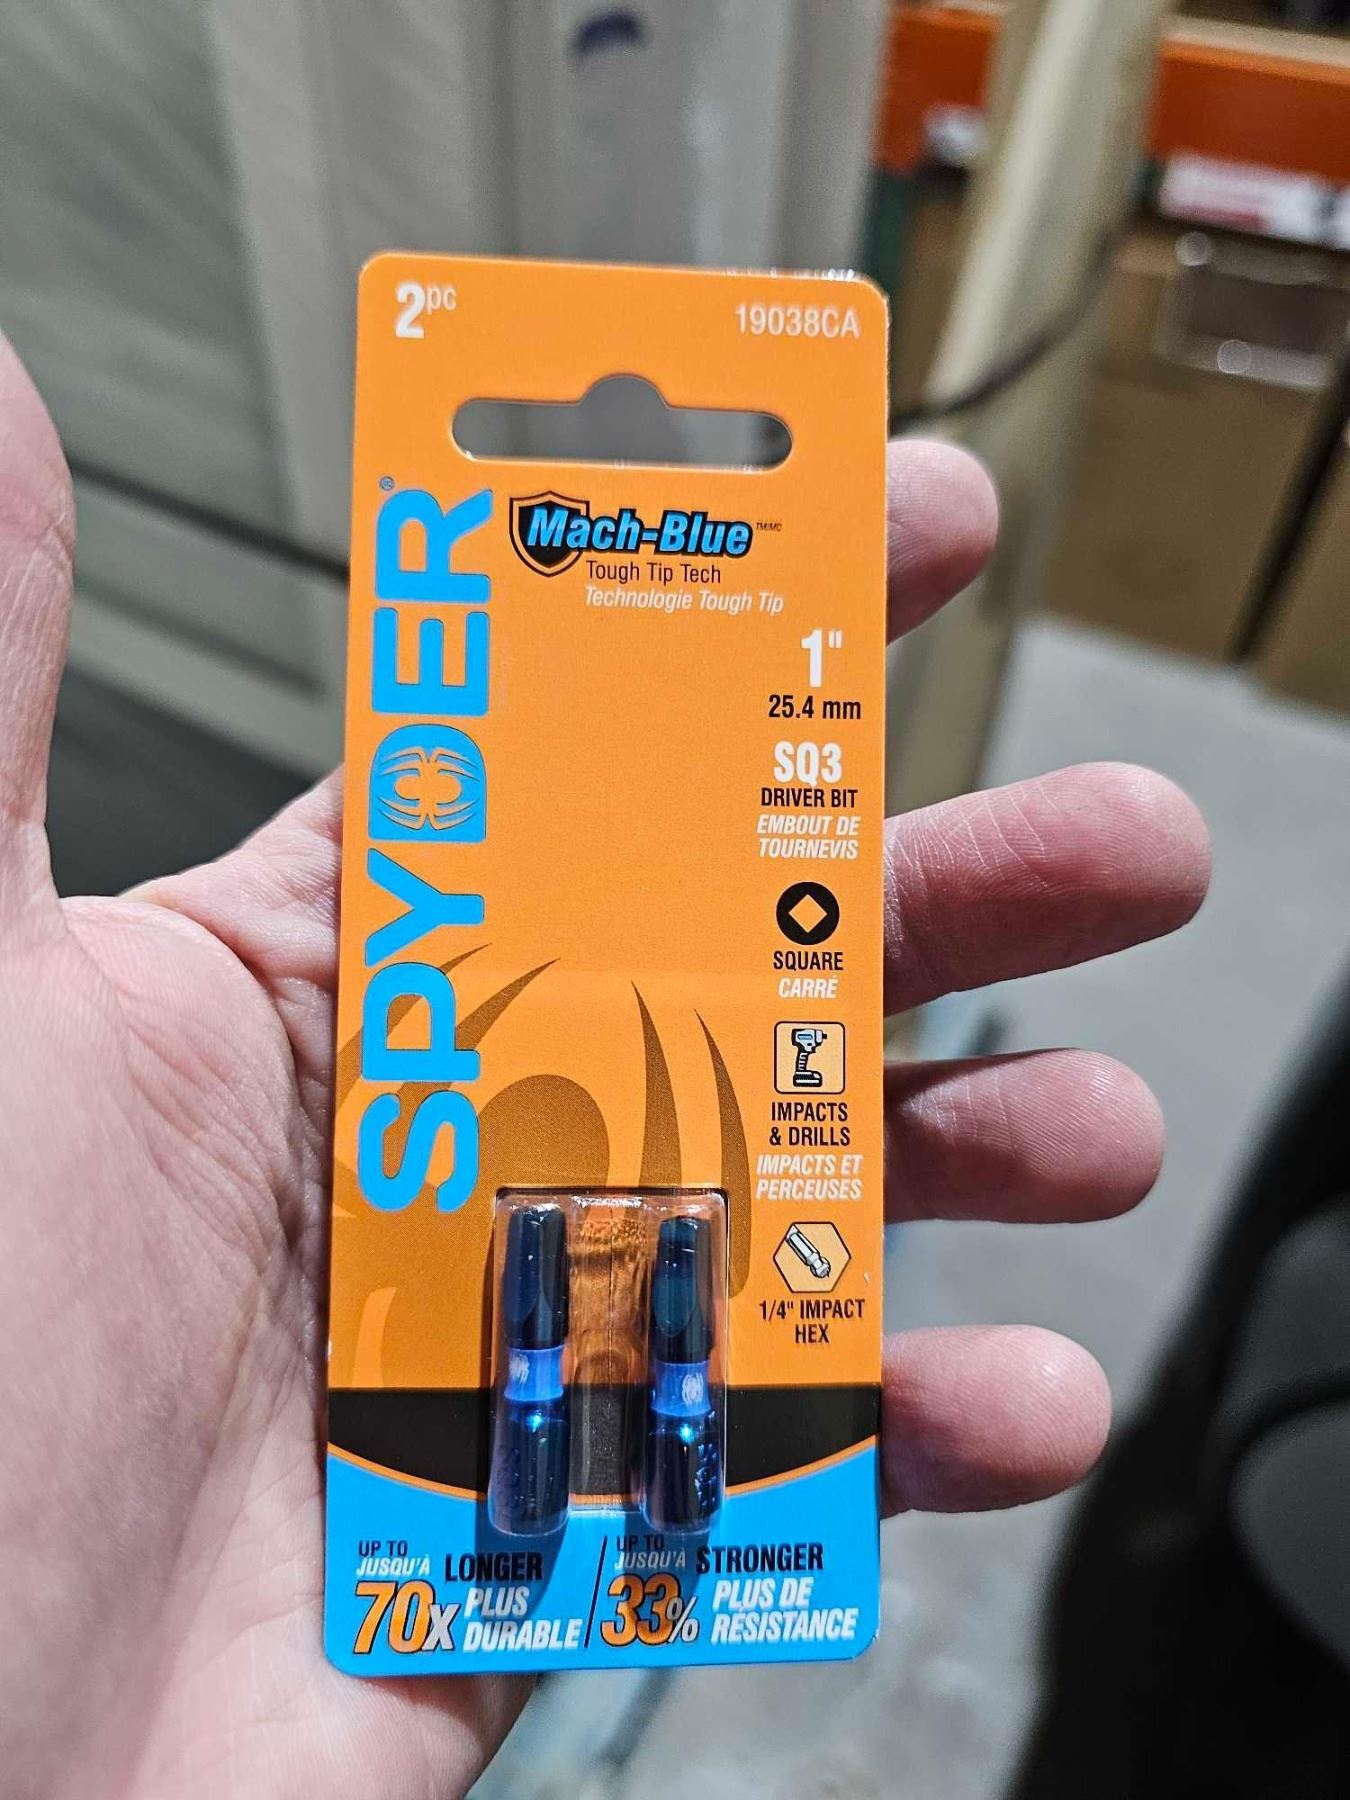 2pc
19038CA
SPYDER®
Mach-Blue TM/MC
Tough Tip Tech
Technologie Tough Tip
1"
25.4 mm
SQ3
DRIVER BIT
EMBOUT DE
TOURNEVIS
SQUARE
CARRÉ
IMPACTS
& DRILLS
IMPACTS ET
PERCEUSES
1/4" IMPACT
HEX
UP TO
JUSQU'À
70X
LONGER
PLUS
DURABLE
UP TO
JUSQU'À
33%
STRONGER
PLUS DE
RÉSISTANCE